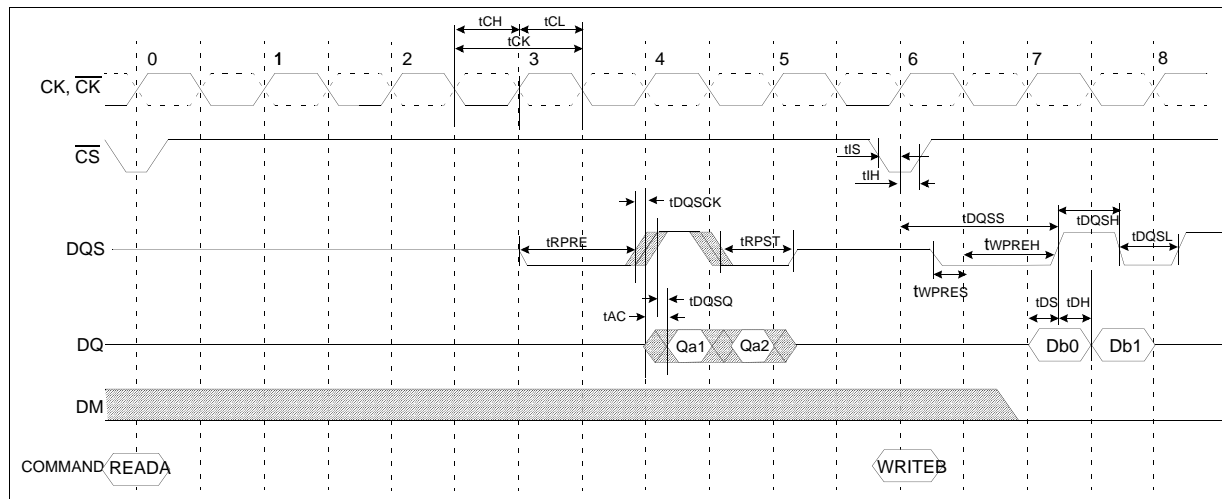 tCH tCL
tCK
0 1 2 3 4 5 6 7 8
CK, CK
CS
tIS
tIH
tDQSCK
tDQSS
tDQSH
DQS
tRPRE
tRPST
tWPREH
tDQSL
tWPRES
tDQSQ
tAC
tDS tDH
DQ
Qa1 Qa2
Db0 Db1
DM
COMMAND READA WRITEB